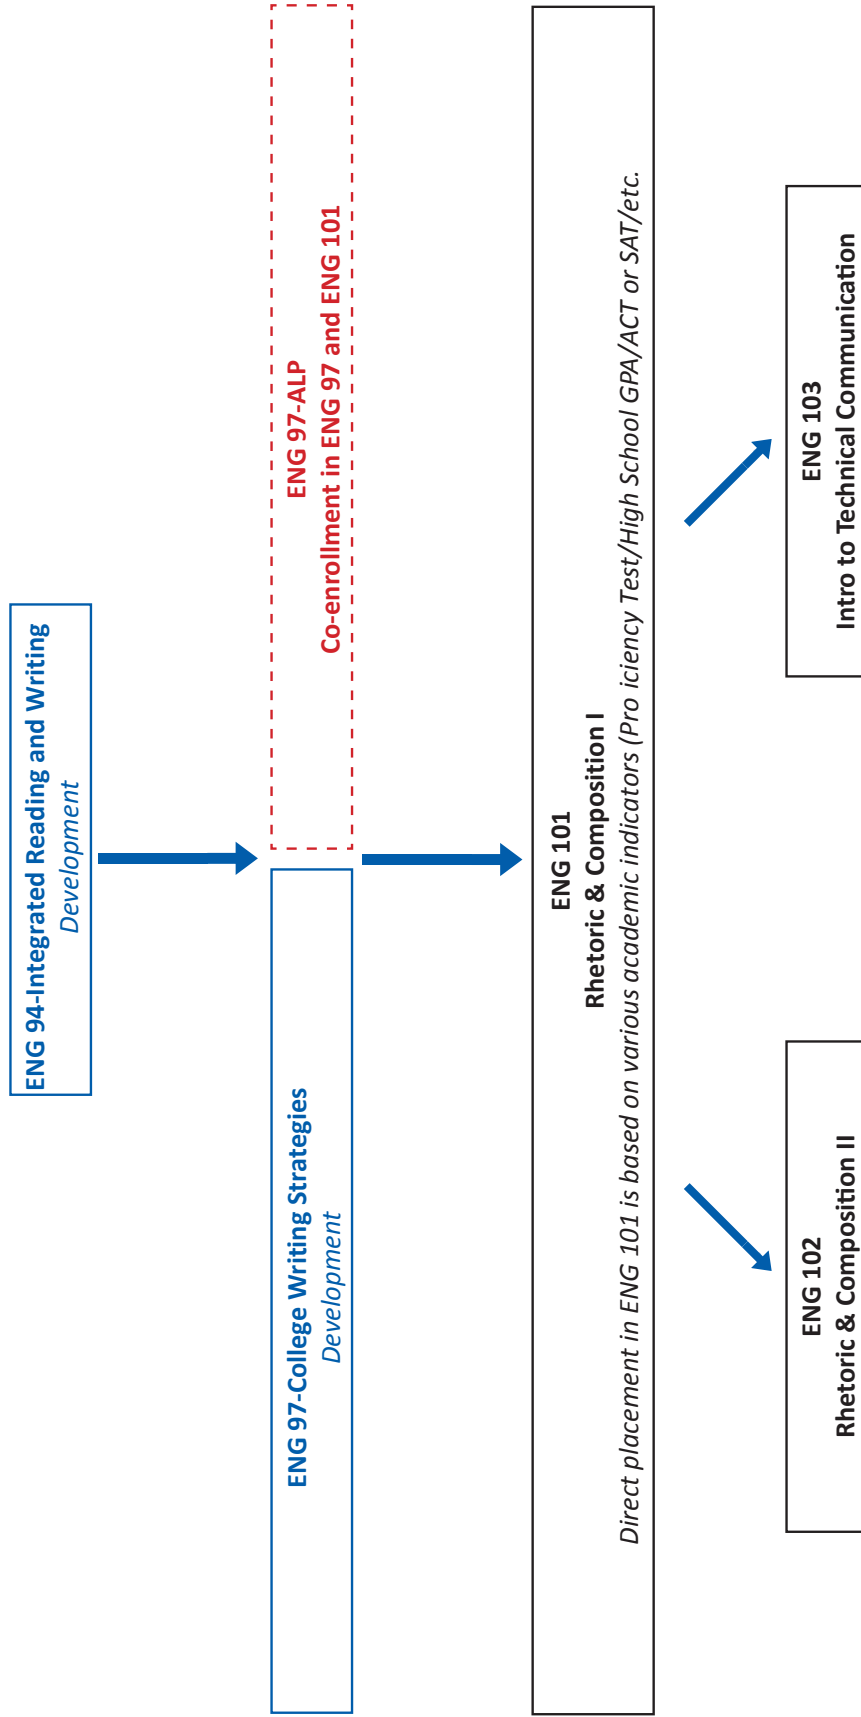 ENG 94-Integrated Reading and Writing
Development
ENG 97-College Writing Strategies
Development
ENG 97-ALP
Co-enrollment in ENG 97 and ENG 101
ENG 101
Rhetoric & Composition I
Direct placement in ENG 101 is based on various academic indicators (Pro iciency Test/High School GPA/ACT or SAT/etc.
ENG 102
Rhetoric & Composition II
ENG 103
Intro to Technical Communication